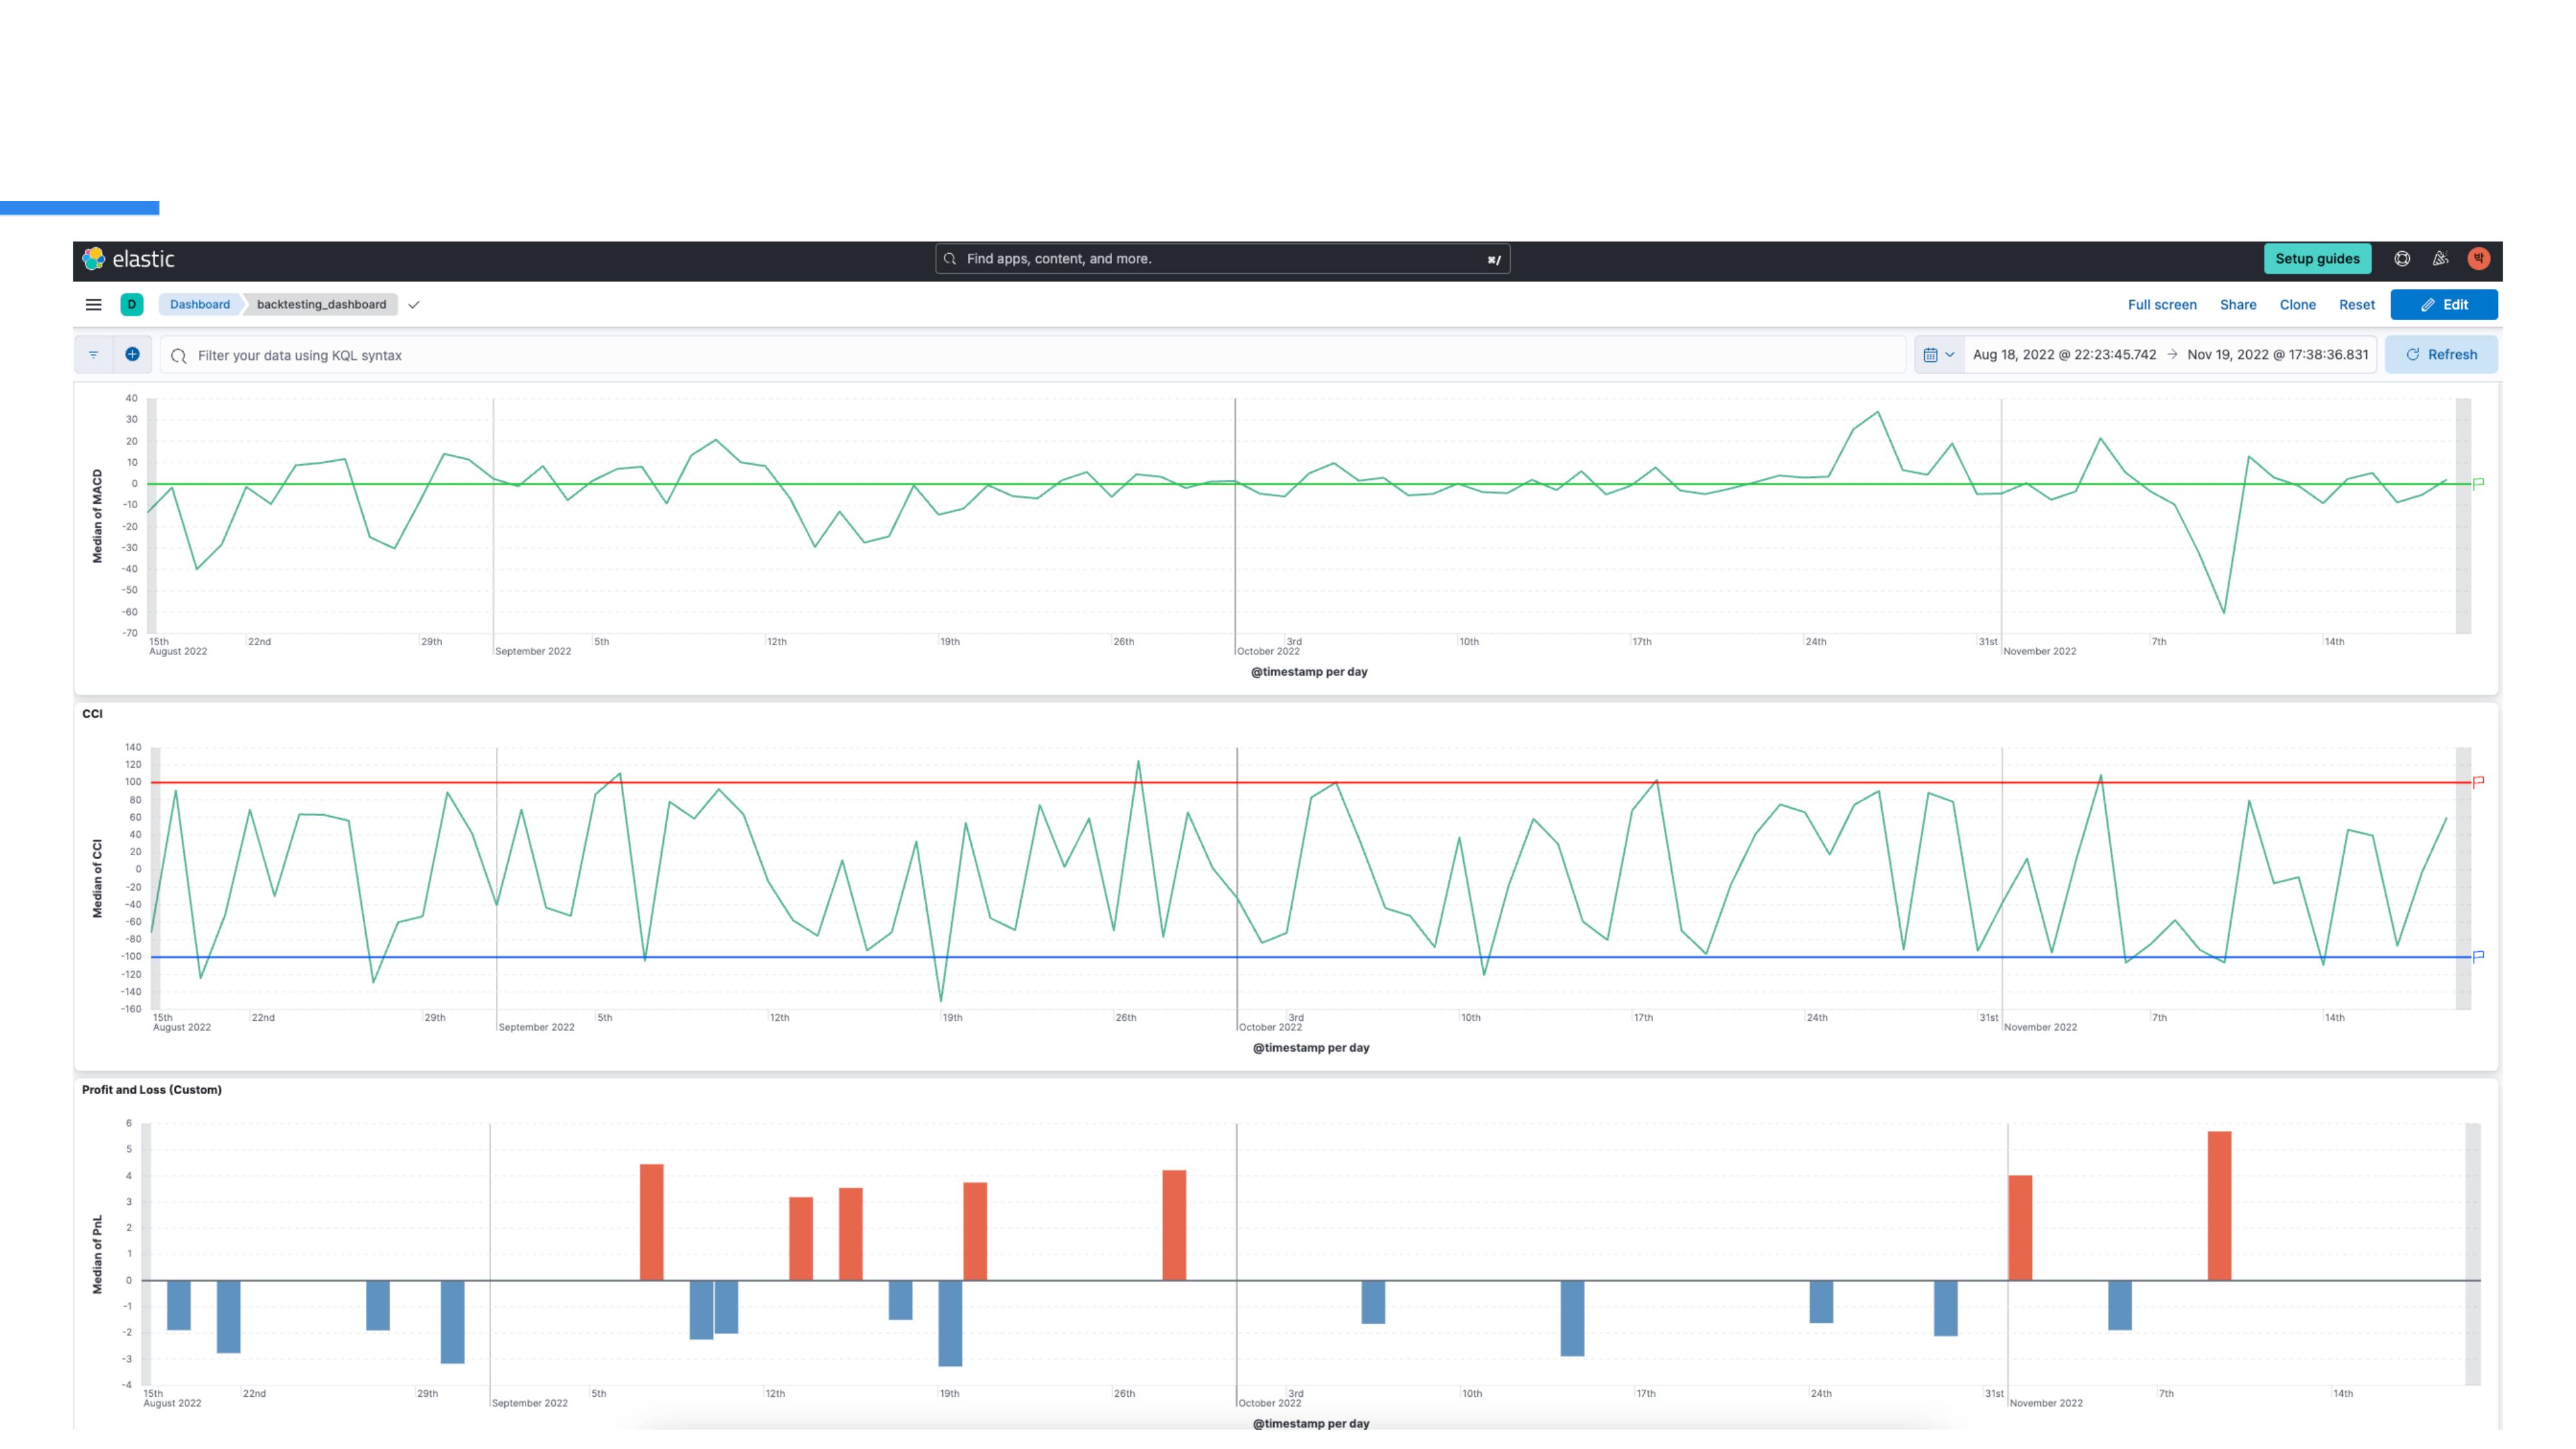 elastic
Find apps, content, and more.
⌘/
Setup guides
박
D
Dashboard
backtesting_dashboard
Full screen
Share
Clone
Reset
Edit
Filter your data using KQL syntax
Aug 18, 2022 @ 22:23:45.742 → Nov 19, 2022 @ 17:38:36.831
Refresh
Median of MACD
40
30
20
10
0
-10
-20
-30
-40
-50
-60
-70
15th 22nd 29th 5th 12th 19th 26th 3rd 10th 17th 24th 31st 7th 14th
August 2022 September 2022 October 2022 November 2022
@timestamp per day
CCI
Median of CCI
140
120
100
80
60
40
20
0
-20
-40
-60
-80
-100
-120
-140
-160
15th 22nd 29th 5th 12th 19th 26th 3rd 10th 17th 24th 31st 7th 14th
August 2022 September 2022 October 2022 November 2022
@timestamp per day
Profit and Loss (Custom)
Median of PnL
6
5
4
3
2
1
0
-1
-2
-3
-4
15th 22nd 29th 5th 12th 19th 26th 3rd 10th 17th 24th 31st 7th 14th
August 2022 September 2022 October 2022 November 2022
@timestamp per day